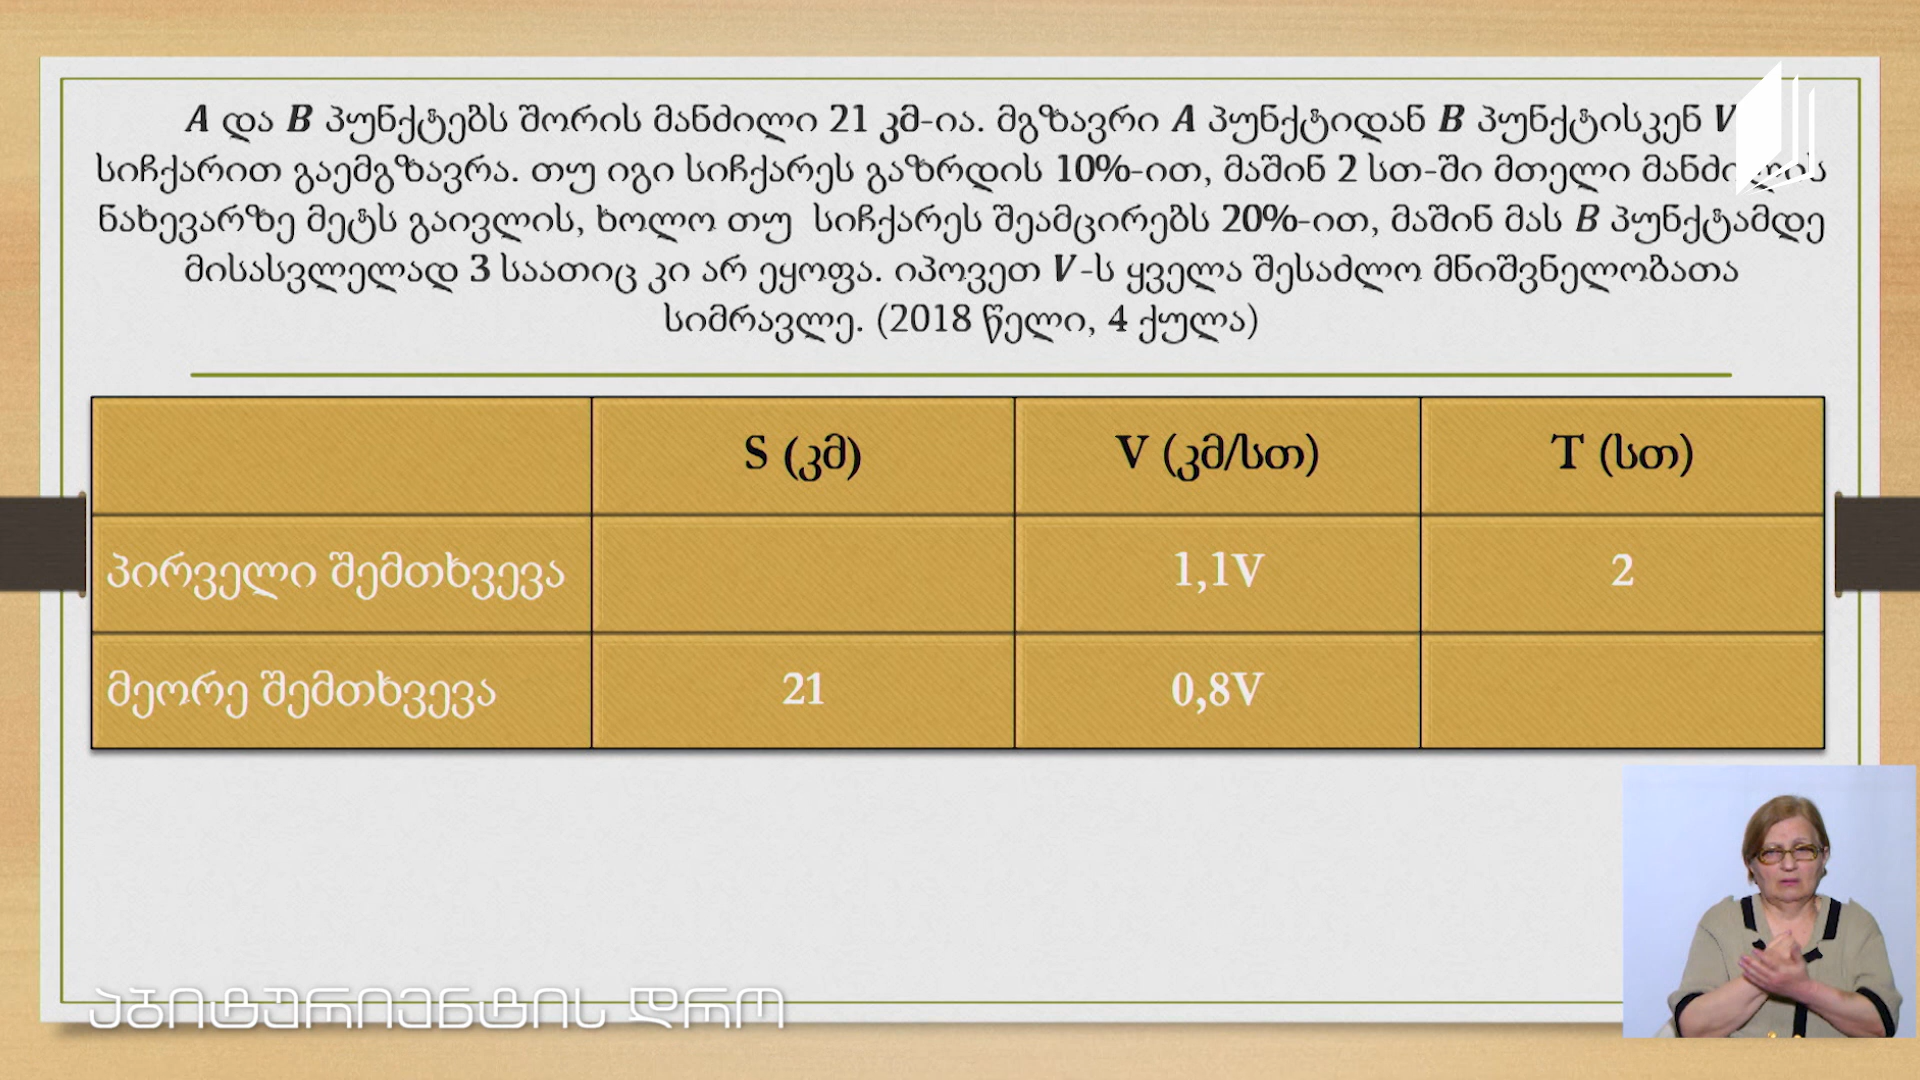 A და B პუნქტებს შორის მანძილი 21 კმ-ია. მგზავრი A პუნქტიდან B პუნქტისკენ V
სიჩქარით გაემგზავრა. თუ იგი სიჩქარეს გაზრდის 10%-ით, მაშინ 2 სთ-ში მთელი მანძილის
ნახევარზე მეტს გაივლის, ხოლო თუ სიჩქარეს შეამცირებს 20%-ით, მაშინ მას B პუნქტამდე
მისასვლელად 3 საათიც კი არ ეყოფა. იპოვეთ V-ს ყველა შესაძლო მნიშვნელობათა
სიმრავლე. (2018 წელი, 4 ქულა)
S (კმ) V (კმ/სთ) T (სთ)
პირველი შემთხვევა 1,1V 2
მეორე შემთხვევა 21 0,8V
აბიტურიენტის დრო